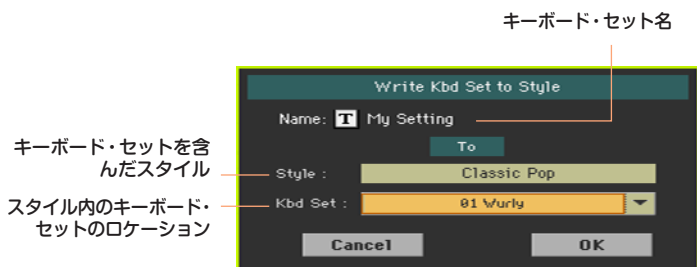 キーボード・セット名
Write Kbd Set to Style
Name: T My Setting
To
キーボード・セットを含
んだスタイル
Style : Classic Pop
スタイル内のキーボード・
セットのロケーション
Kbd Set : 01 Wurly
Cancel OK